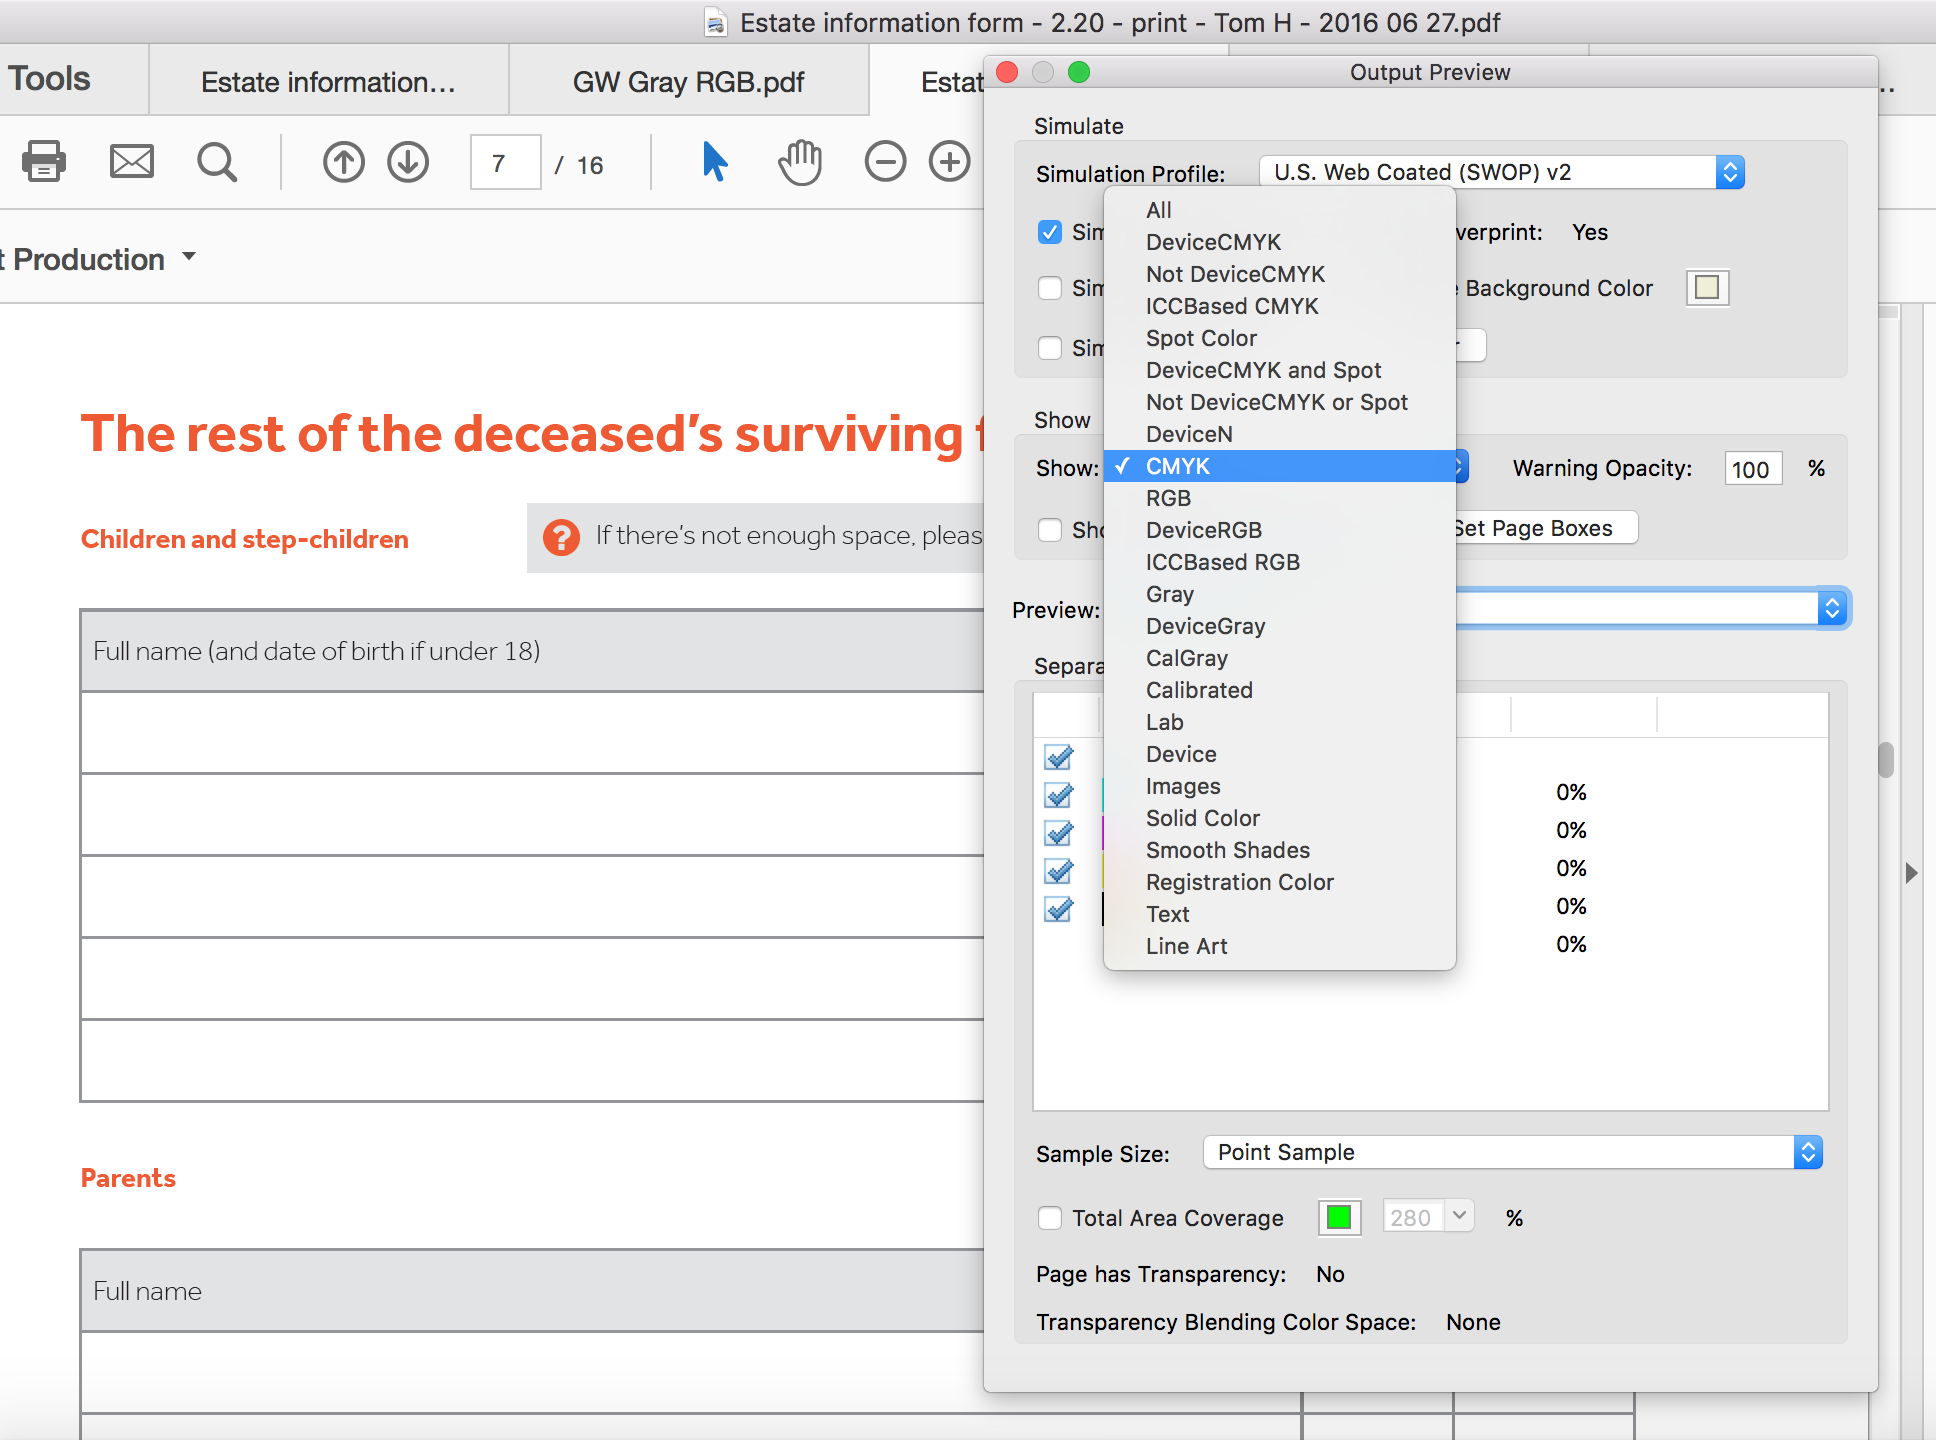 Estate information form - 2.20 - print - Tom H - 2016 06 27.pdf
Tools
Estate information...
GW Gray RGB.pdf
Estat
..
7 / 16
t Production
The rest of the deceased's surviving f
Children and step-children
? If there's not enough space, pleas
Full name (and date of birth if under 18)
Parents
Full name
Output Preview
Simulate
Simulation Profile: U.S. Web Coated (SWOP) v2
Sim
verprint: Yes
Sim
e Background Color
Sim
r
Show
Show:
Warning Opacity: 100 %
Sho
Set Page Boxes
Preview:
Separa
All
DeviceCMYK
Not DeviceCMYK
ICCBased CMYK
Spot Color
DeviceCMYK and Spot
Not DeviceCMYK or Spot
DeviceN
✓ CMYK
RGB
DeviceRGB
ICCBased RGB
Gray
DeviceGray
CalGray
Calibrated
Lab
Device
Images
Solid Color
Smooth Shades
Registration Color
Text
Line Art
0%
0%
0%
0%
0%
Sample Size: Point Sample
Total Area Coverage 280 %
Page has Transparency: No
Transparency Blending Color Space: None